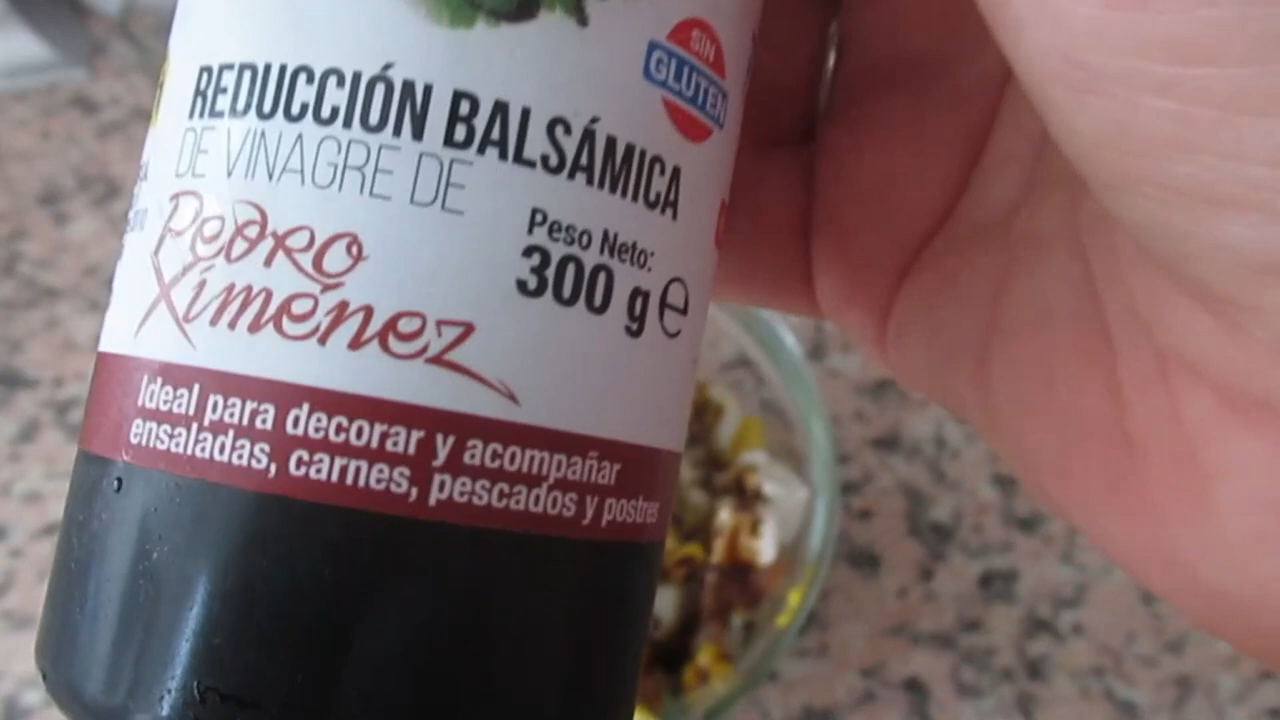 SIN
GLUTEN
REDUCCIÓN BALSÁMICA
DE VINAGRE DE
Pedro
Ximénez
Peso Neto:
300 g e
Ideal para decorar y acompañar
ensaladas, carnes, pescados y postres